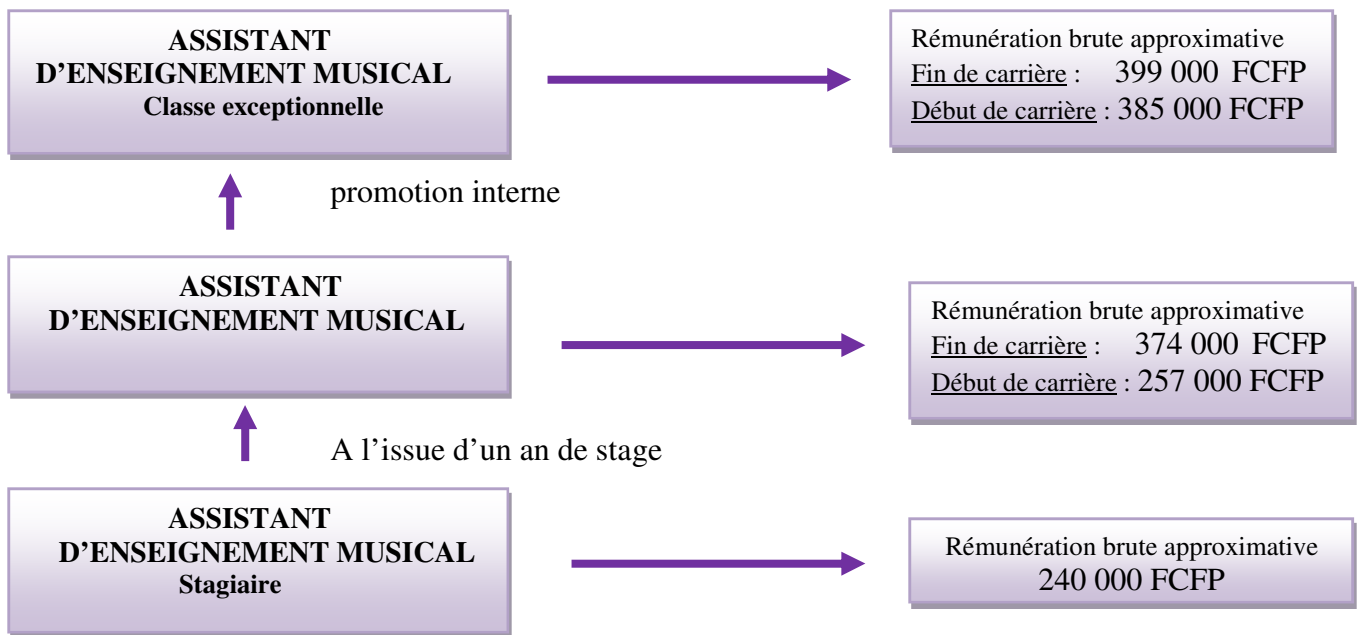 ASSISTANT
D’ENSEIGNEMENT MUSICAL
Classe exceptionnelle
Rémunération brute approximative
Fin de carrière : 399 000 FCFP
Début de carrière : 385 000 FCFP
promotion interne
ASSISTANT
D’ENSEIGNEMENT MUSICAL
Rémunération brute approximative
Fin de carrière : 374 000 FCFP
Début de carrière : 257 000 FCFP
A l’issue d’un an de stage
ASSISTANT
D’ENSEIGNEMENT MUSICAL
Stagiaire
Rémunération brute approximative
240 000 FCFP